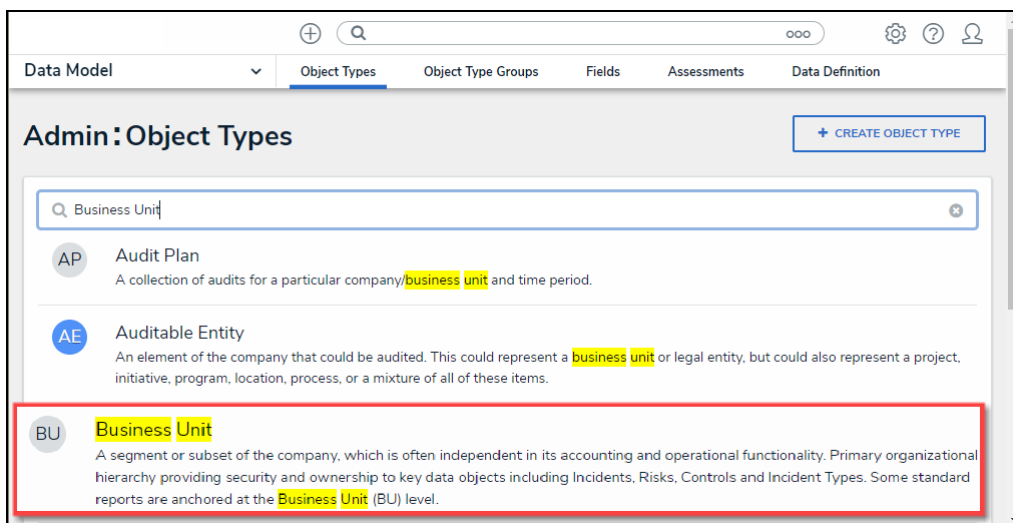 Data Model
Object Types
Object Type Groups
Fields
Assessments
Data Definition
Admin:Object Types
+ CREATE OBJECT TYPE
Business Unit
AP
Audit Plan
A collection of audits for a particular company/business unit and time period.
AE
Auditable Entity
An element of the company that could be audited. This could represent a business unit or legal entity, but could also represent a project,
initiative, program, location, process, or a mixture of all of these items.
BU
Business Unit
A segment or subset of the company, which is often independent in its accounting and operational functionality. Primary organizational
hierarchy providing security and ownership to key data objects including Incidents, Risks, Controls and Incident Types. Some standard
reports are anchored at the Business Unit (BU) level.